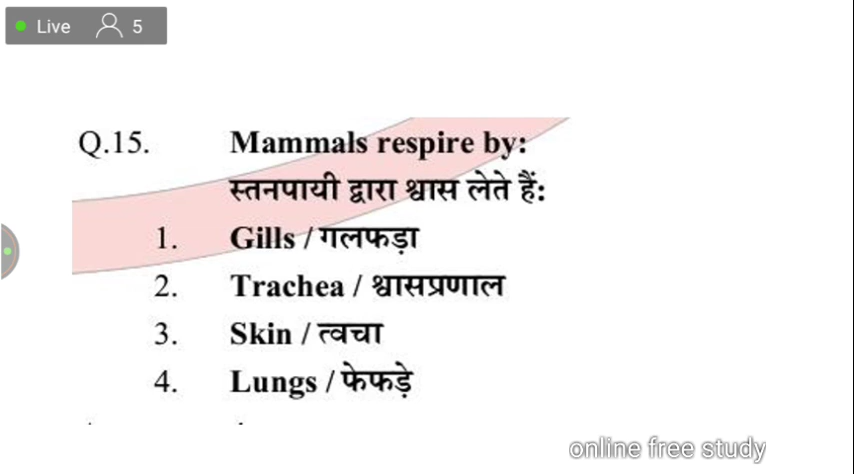 Live 5
Q.15. Mammals respire by:
स्तनपायी द्वारा श्वास लेते हैं:
1. Gills / गलफड़ा
2. Trachea / श्वासप्रणाल
3. Skin / त्वचा
4. Lungs / फेफड़े
online free study